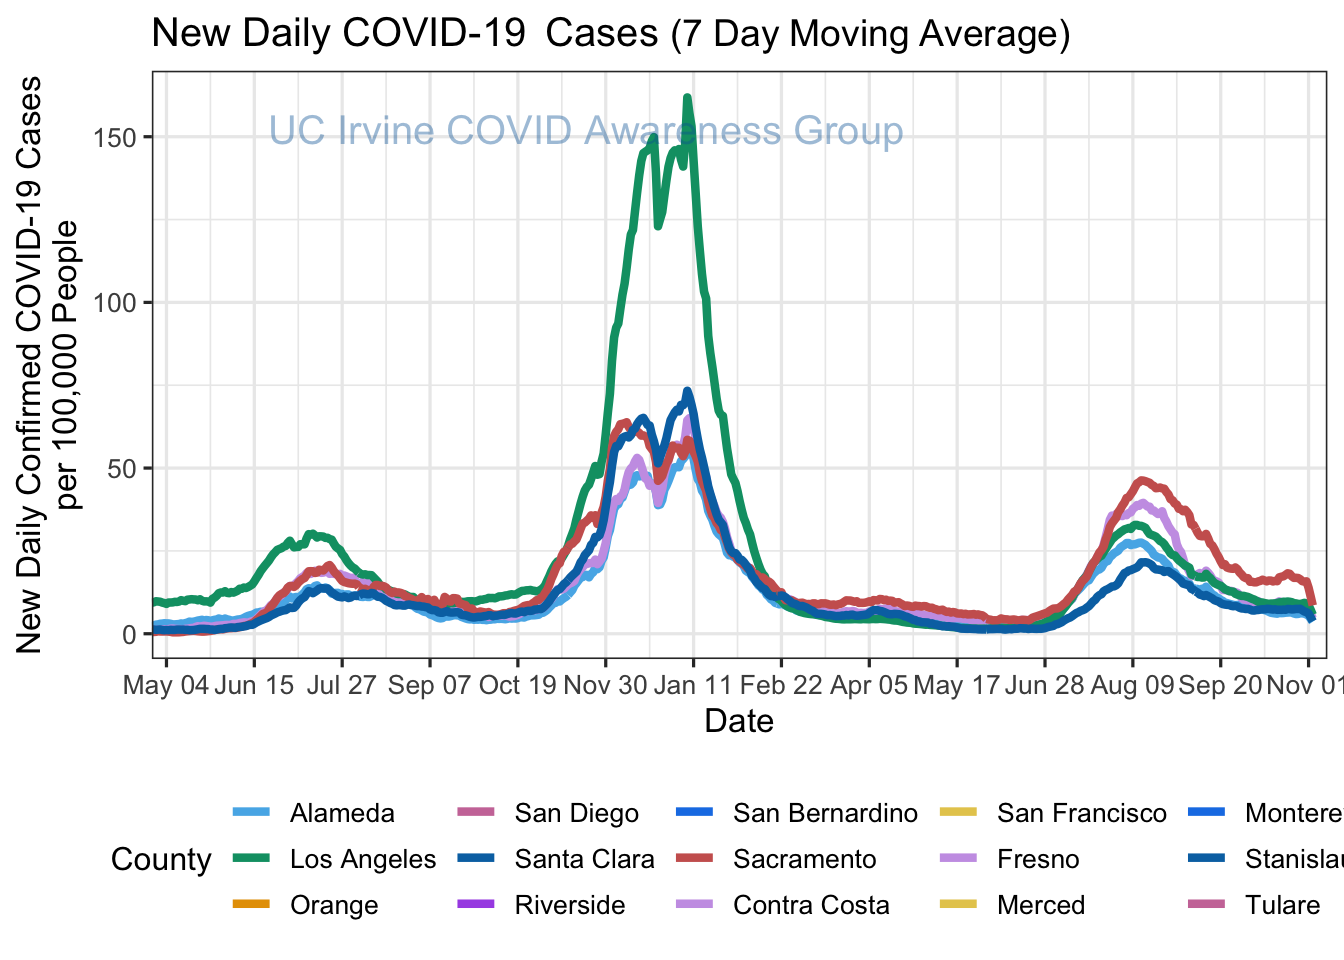 New Daily COVID-19 Cases (7 Day Moving Average)
UC Irvine COVID Awareness Group
New Daily Confirmed COVID-19 Cases
per 100,000 People
150
100
50
0
May 04 Jun 15 Jul 27 Sep 07 Oct 19 Nov 30 Jan 11 Feb 22 Apr 05 May 17 Jun 28 Aug 09 Sep 20 Nov 01
Date
County
Alameda San Diego San Bernardino San Francisco Montere
Los Angeles Santa Clara Sacramento Fresno Stanislau
Orange Riverside Contra Costa Merced Tulare